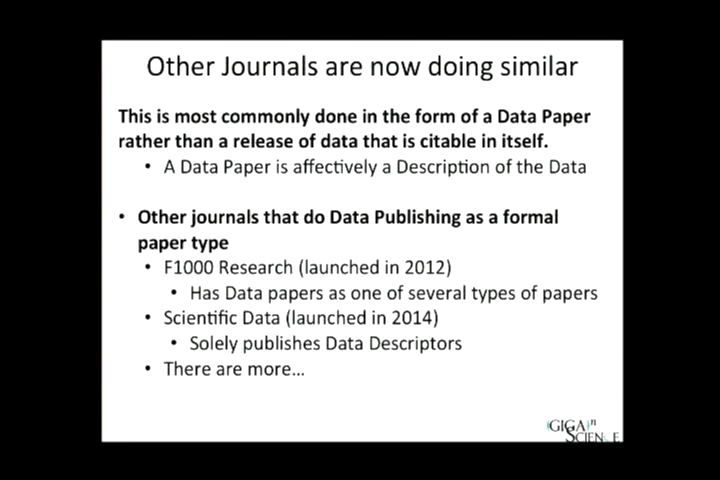 Other Journals are now doing similar
This is most commonly done in the form of a Data Paper
rather than a release of data that is citable in itself.
• A Data Paper is affectively a Description of the Data
• Other journals that do Data Publishing as a formal
paper type
• F1000 Research (launched in 2012)
• Has Data papers as one of several types of papers
• Scientific Data (launched in 2014)
• Solely publishes Data Descriptors
• There are more...
(GIGA)n
SCIENCE